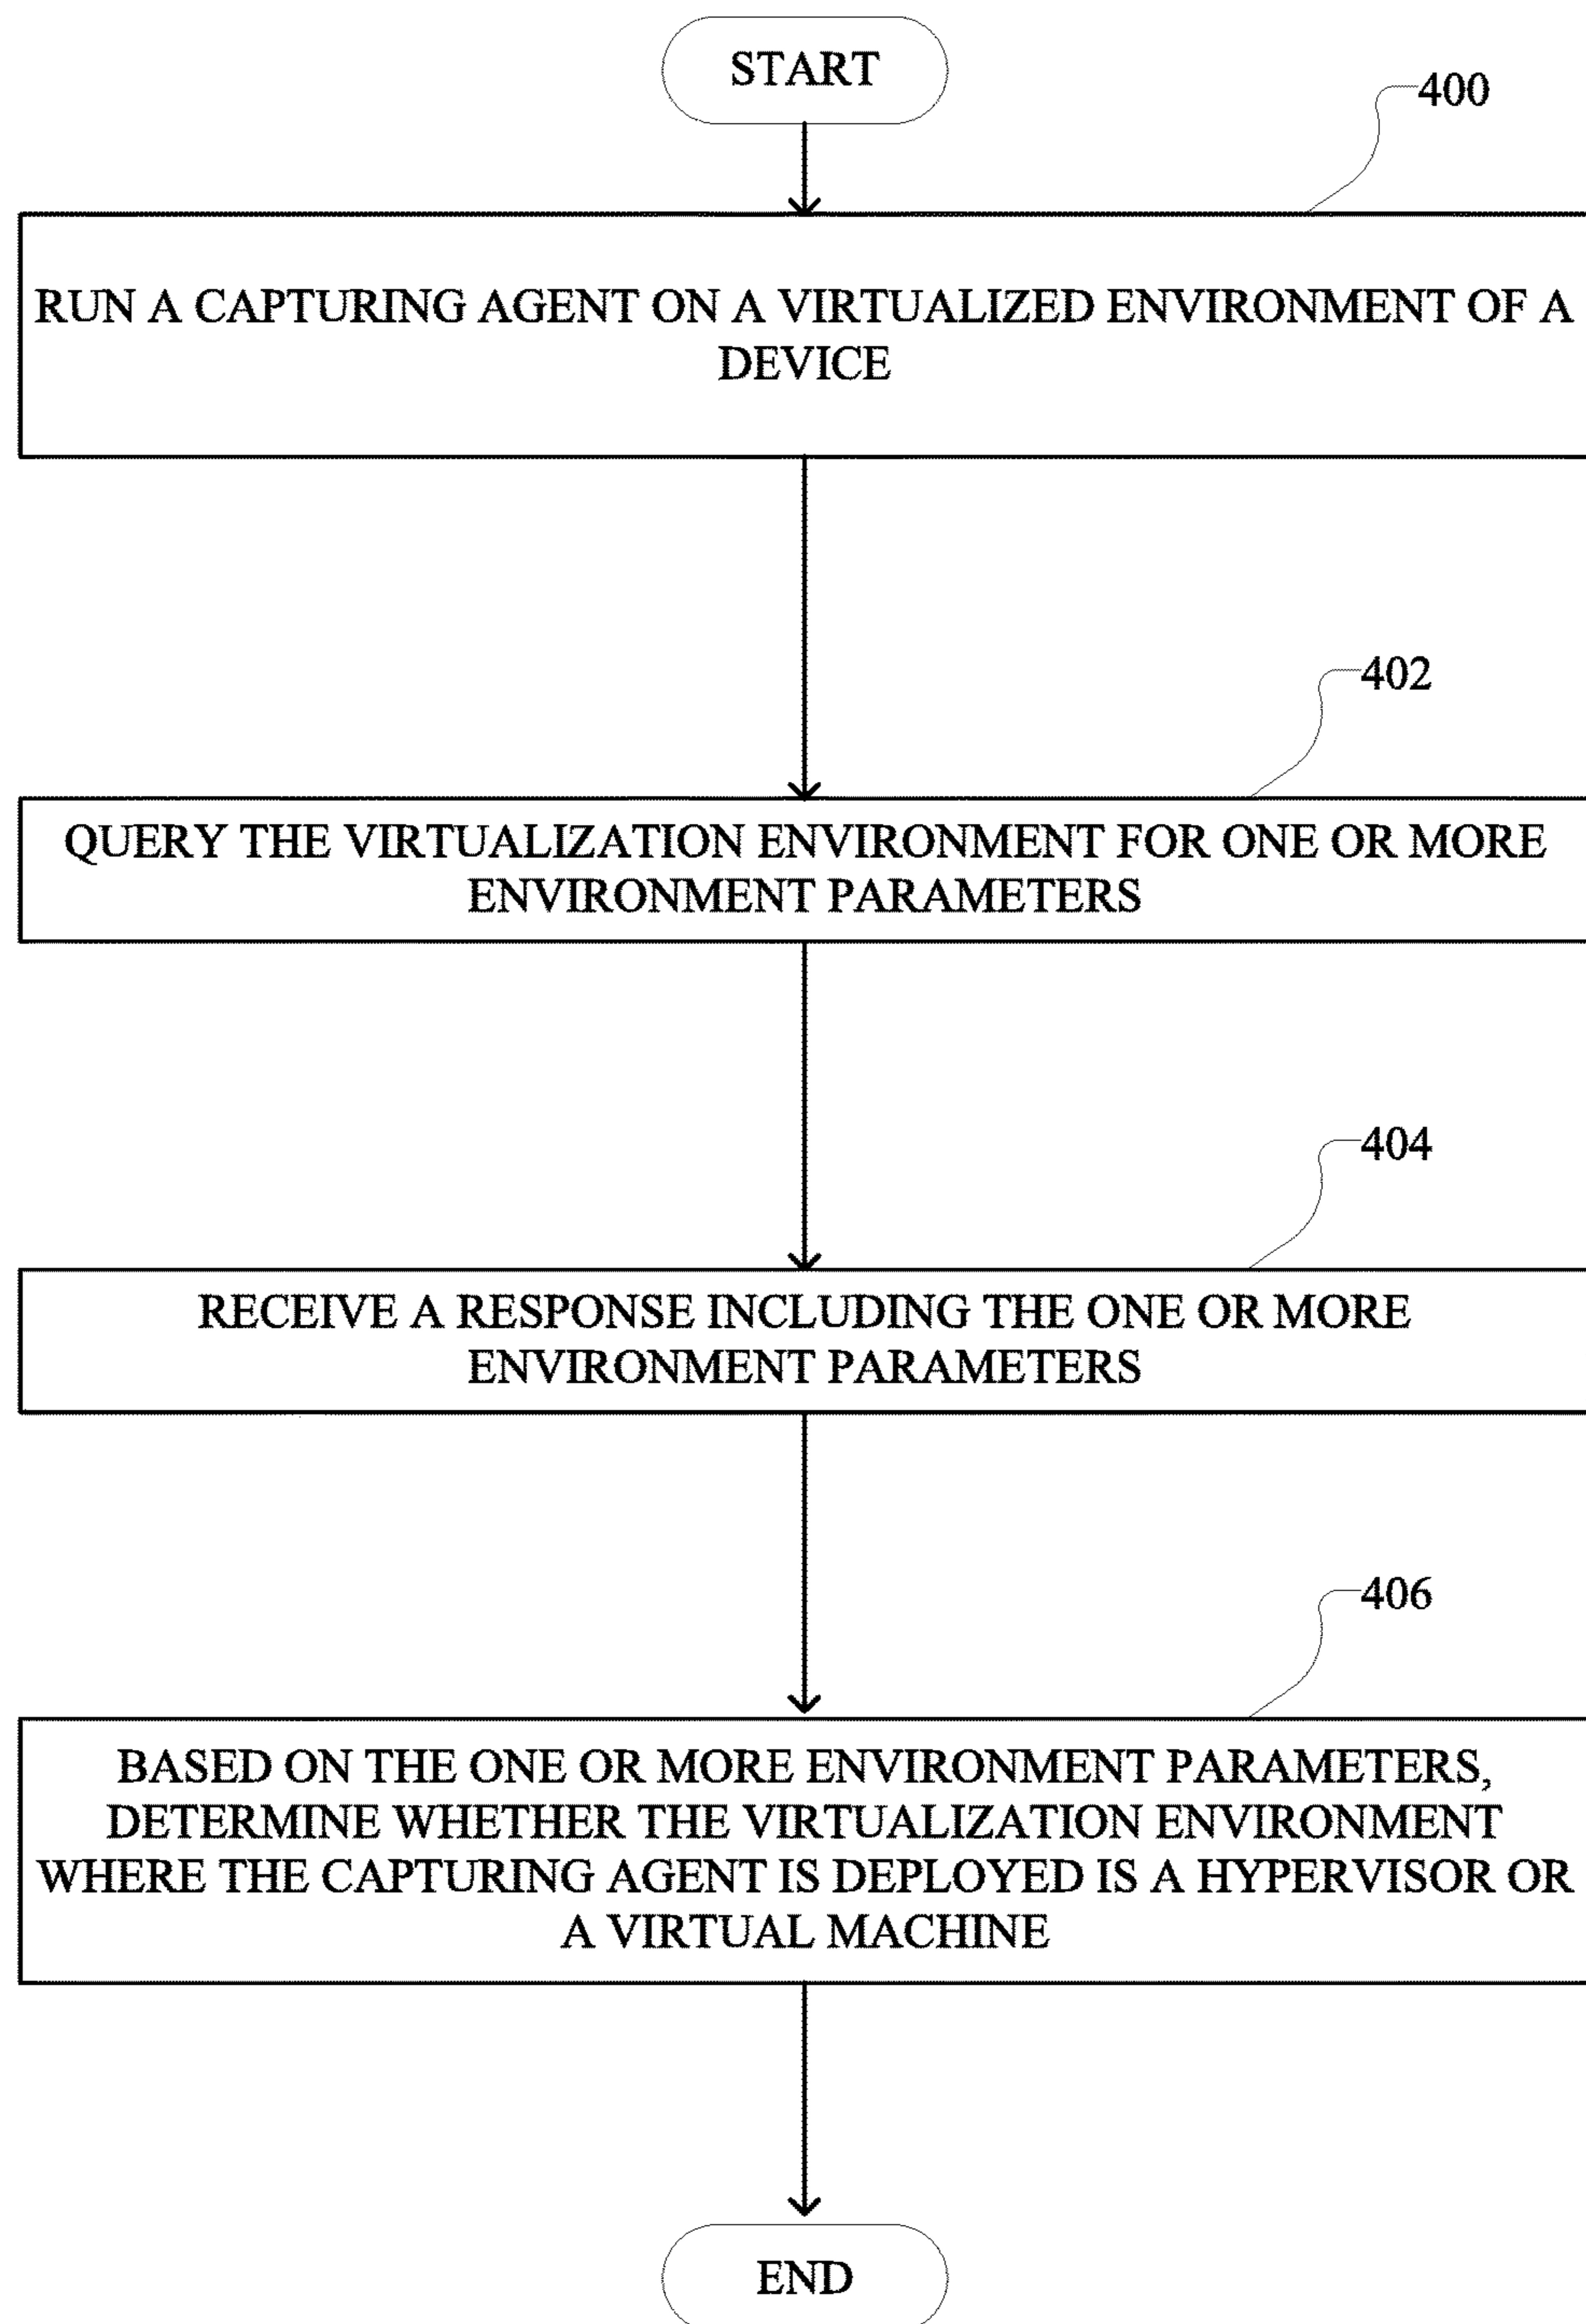 START
400
RUN A CAPTURING AGENT ON A VIRTUALIZED ENVIRONMENT OF A
DEVICE
402
QUERY THE VIRTUALIZATION ENVIRONMENT FOR ONE OR MORE
ENVIRONMENT PARAMETERS
404
RECEIVE A RESPONSE INCLUDING THE ONE OR MORE
ENVIRONMENT PARAMETERS
406
BASED ON THE ONE OR MORE ENVIRONMENT PARAMETERS,
DETERMINE WHETHER THE VIRTUALIZATION ENVIRONMENT
WHERE THE CAPTURING AGENT IS DEPLOYED IS A HYPERVISOR OR
A VIRTUAL MACHINE
END